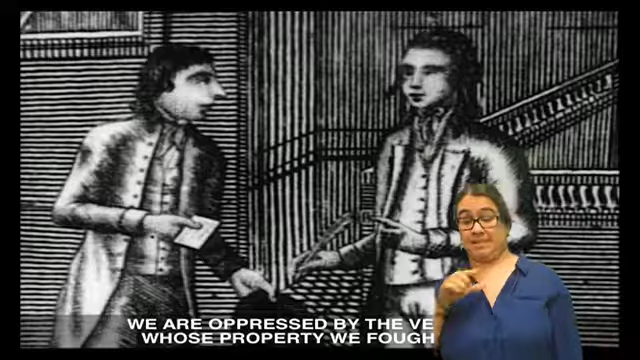 WE ARE OPPRESSED BY THE VE
WHOSE PROPERTY WE FOUGH